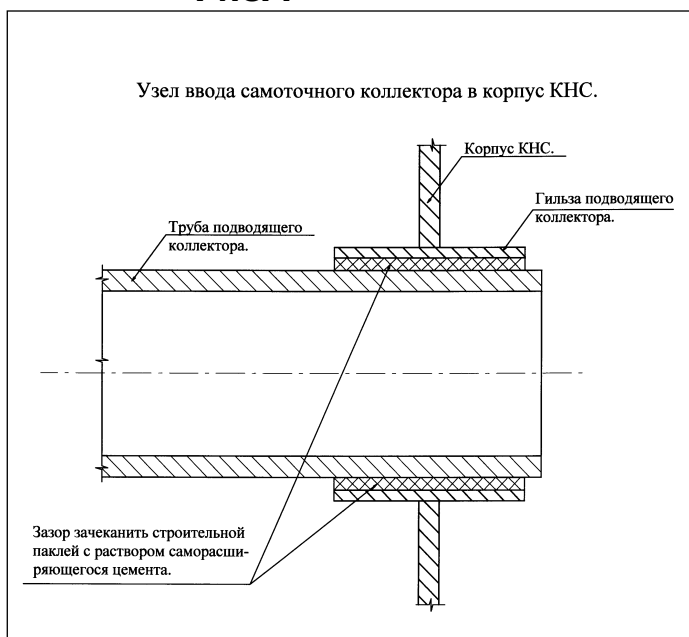 Узел ввода самоточного коллектора в корпус КНС.
Корпус КНС.
Гильза подводящего
коллектора.
Труба подводящего
коллектора.
Зазор зачеканить строительной
паклей с раствором саморасши-
ряющегося цемента.